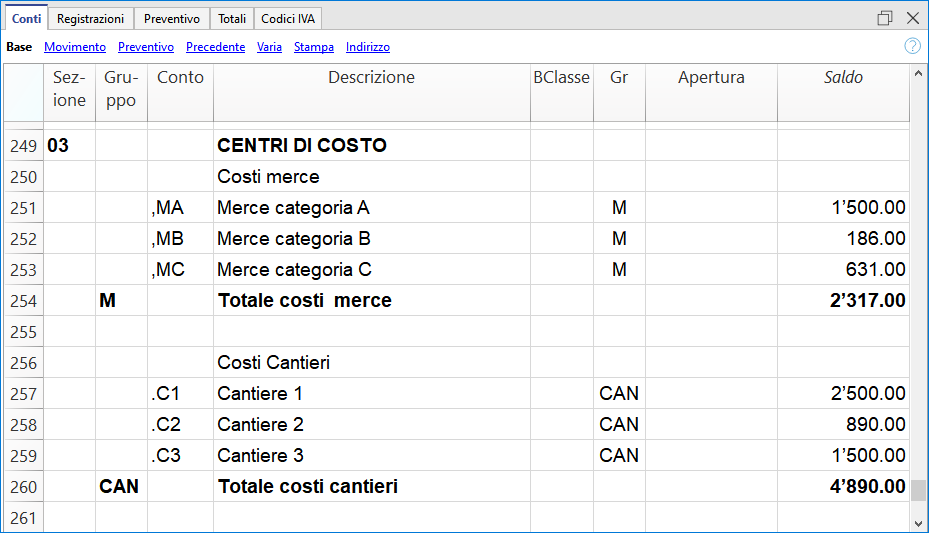 Conti Registrazioni Preventivo Totali Codici IVA
Base Movimento Preventivo Precedente Varia Stampa Indirizzo ?
Sez-ione Gru-ppo Conto Descrizione BClasse Gr Apertura Saldo
249 03 CENTRI DI COSTO
250 Costi merce
251 ,MA Merce categoria A M 1’500.00
252 ,MB Merce categoria B M 186.00
253 ,MC Merce categoria C M 631.00
254 M Totale costi merce 2’317.00
255
256 Costi Cantieri
257 .C1 Cantiere 1 CAN 2’500.00
258 .C2 Cantiere 2 CAN 890.00
259 .C3 Cantiere 3 CAN 1’500.00
260 CAN Totale costi cantieri 4’890.00
261